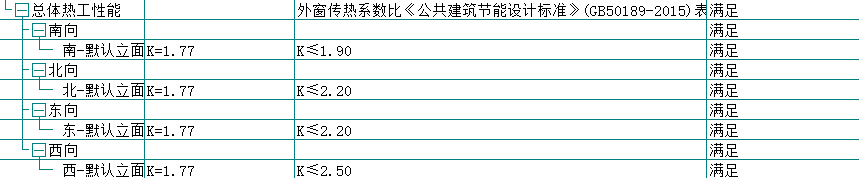 总体热工性能 外窗传热系数比《公共建筑节能设计标准》(GB50189-2015)表 满足
南向 满足
南-默认立面 K=1.77 K≤1.90 满足
北向 满足
北-默认立面 K=1.77 K≤2.20 满足
东向 满足
东-默认立面 K=1.77 K≤2.20 满足
西向 满足
西-默认立面 K=1.77 K≤2.50 满足